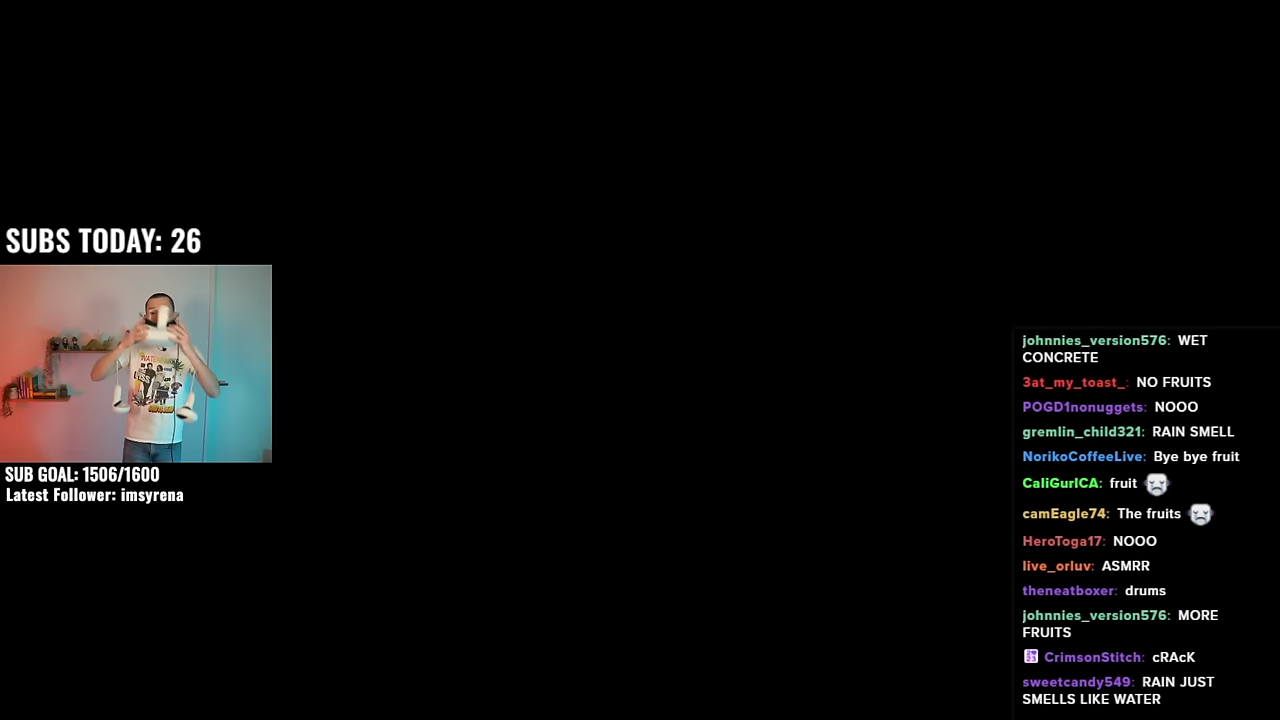 SUBS TODAY: 26
SUB GOAL: 1506/1600
Latest Follower: imsyrena
johnnies_version576: WET
CONCRETE
3at_my_toast_: NO FRUITS
POGD1nonuggets: NOOO
gremlin_child321: RAIN SMELL
NorikoCoffeeLive: Bye bye fruit
CaliGurlCA: fruit
camEagle74: The fruits
HeroToga17: NOOO
live_orluv: ASMRR
theneatboxer: drums
johnnies_version576: MORE
FRUITS
CrimsonStitch: cRAcK
sweetcandy549: RAIN JUST
SMELLS LIKE WATER